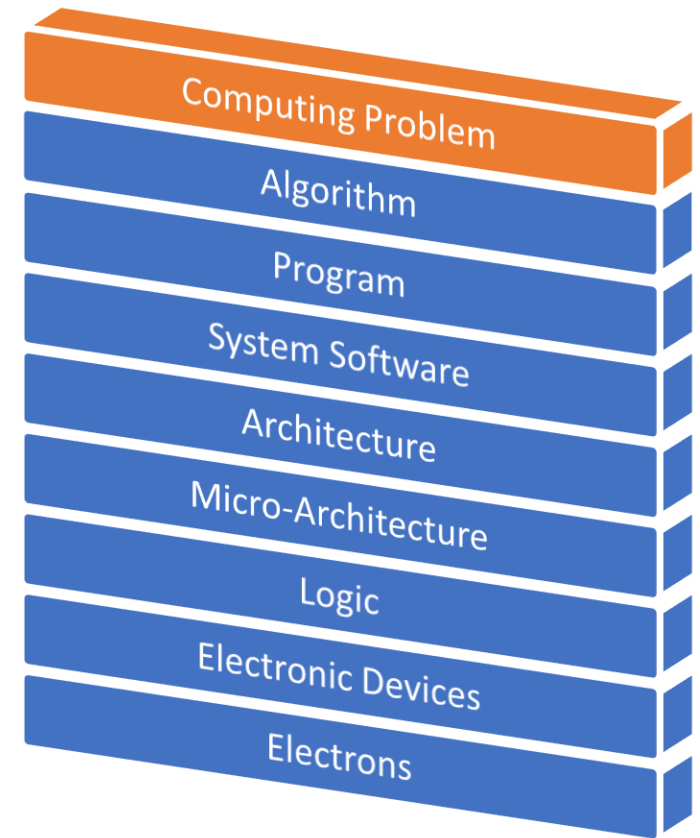 Computing Problem
Algorithm
Program
System Software
Architecture
Micro-Architecture
Logic
Electronic Devices
Electrons